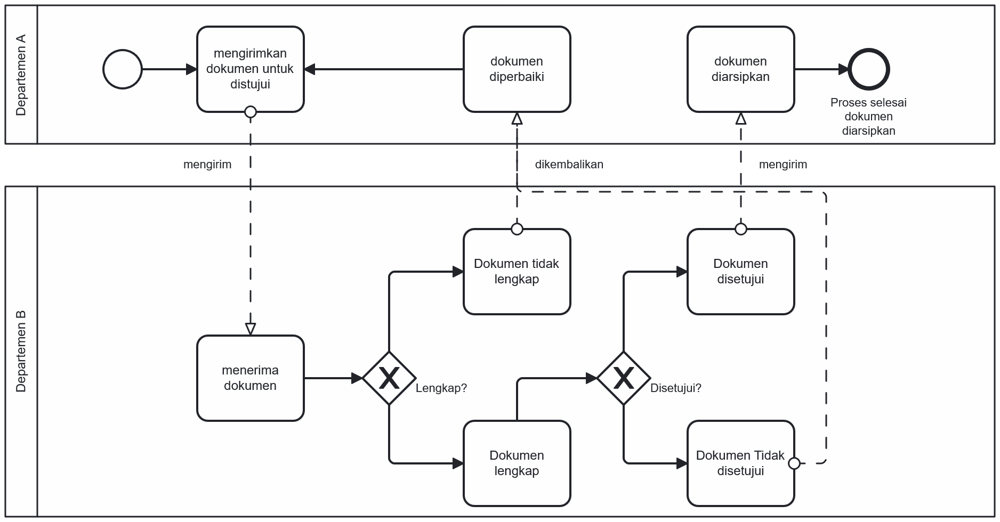 Departemen A
mengirimkan
dokumen untuk
distujui
dokumen
diperbaiki
dokumen
diarsipkan
Proses selesai
dokumen
diarsipkan
mengirim
dikembalikan
mengirim
Departemen B
menerima
dokumen
Lengkap?
Dokumen tidak
lengkap
Dokumen
lengkap
Disetujui?
Dokumen
disetujui
Dokumen Tidak
disetujui